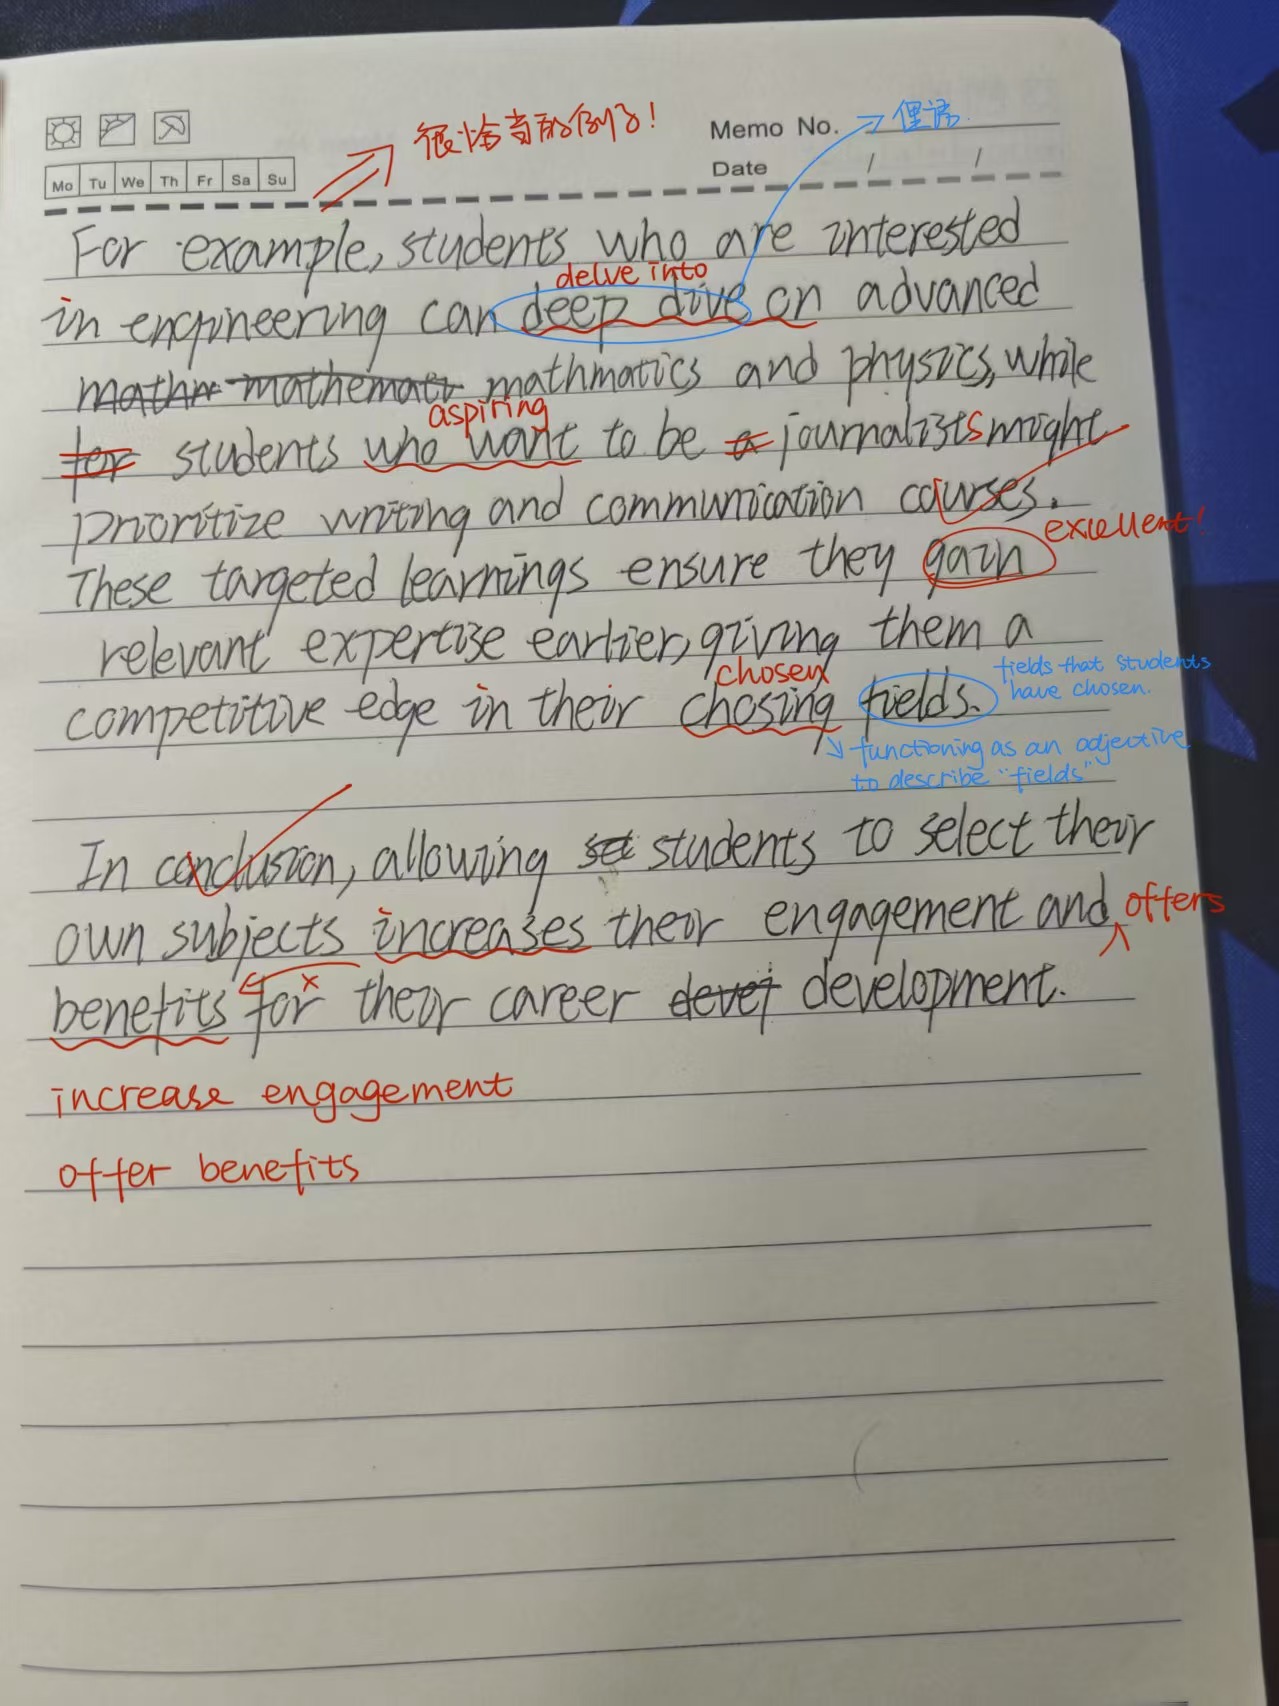 很恰当的例子！
Memo No.
俚语.
Mo Tu We Th Fr Sa Su
Date / /
For example, students who are interested
delve into
in engineering can deep dive on advanced
mathmatics and physics, while
aspiring
for students who want to be a journalists might
prioritize writing and communication courses.
excellent!
These targeted learnings ensure they gain
relevant expertise earlier, giving them a
chosen
fields that students
have chosen.
competitive edge in their chosing fields.
functioning as an adjective
to describe "fields"
In conclusion, allowing students to select their
own subjects increases their engagement and offers
benefits for their career development.
increase engagement
offer benefits